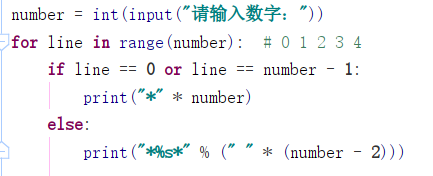 number = int(input("请输入数字："))
for line in range(number):  # 0 1 2 3 4
    if line == 0 or line == number - 1:
        print("*" * number)
    else:
        print("*%s*" % (" " * (number - 2)))